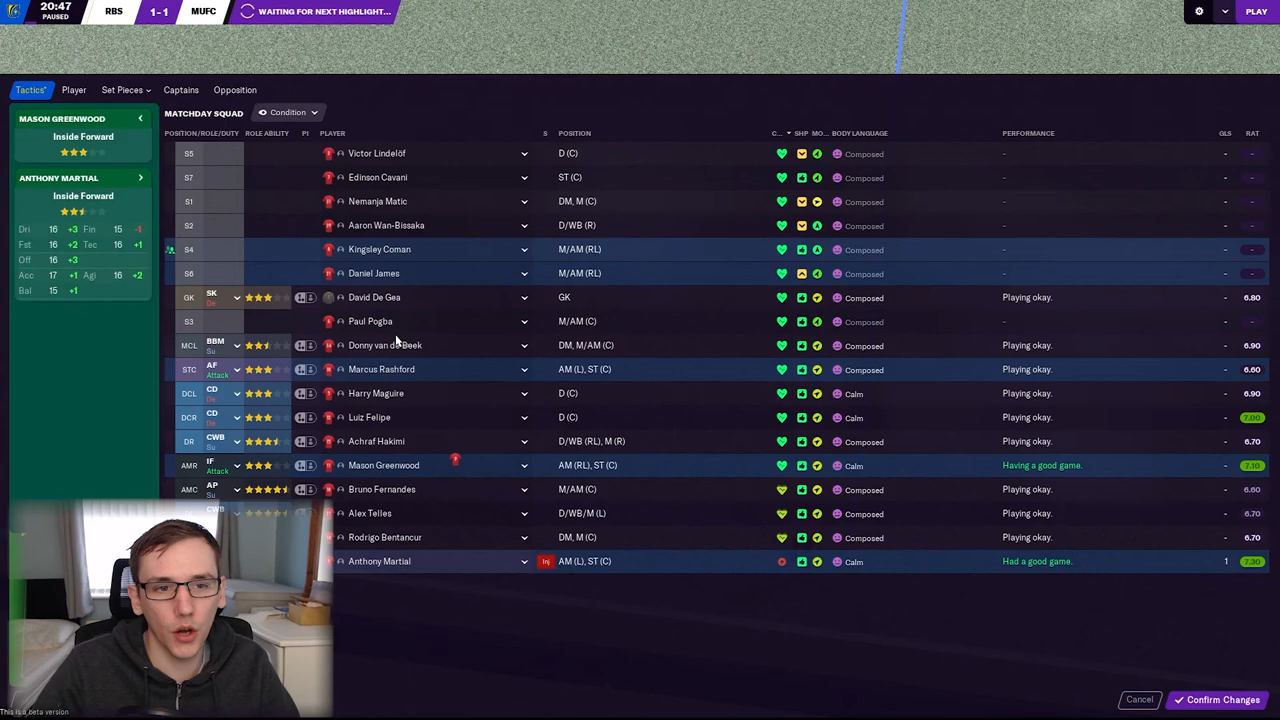 20:47 RBS 1-1 MUFC WAITING FOR NEXT HIGHLIGHT... PLAY
PAUSED
Tactics* Player Set Pieces Captains Opposition
MASON GREENWOOD
Inside Forward
ANTHONY MARTIAL
Inside Forward
Dri 16 +3 Fin 15 -1
Fst 16 +2 Tec 16 +1
Off 16 +3
Acc 17 +1 Agi 16 +2
Bal 15 +1
MATCHDAY SQUAD Condition
POSITION/ROLE/DUTY ROLE ABILITY PI PLAYER S POSITION C... SHP MO... BODY LANGUAGE PERFORMANCE GLS RAT
S5 Victor Lindelöf D (C) Composed - - -
S7 Edinson Cavani ST (C) Composed - - -
S1 Nemanja Matic DM, M (C) Composed - - -
S2 Aaron Wan-Bissaka D/WB (R) Composed - - -
S4 Kingsley Coman M/AM (RL) Composed - - -
S6 Daniel James M/AM (RL) Composed - - -
GK SK De David De Gea GK Composed Playing okay. - 6.80
S3 Paul Pogba M/AM (C) Composed - - -
MCL BBM Su Donny van de Beek DM, M/AM (C) Composed Playing okay. - 6.90
STC AF Attack Marcus Rashford AM (L), ST (C) Composed Playing okay. - 6.60
DCL CD De Harry Maguire D (C) Calm Playing okay. - 6.90
DCR CD De Luiz Felipe D (C) Calm Playing okay. - 7.00
DR CWB Su Achraf Hakimi D/WB (RL), M (R) Composed Playing okay. - 6.70
AMR IF Attack Mason Greenwood AM (RL), ST (C) Calm Having a good game. - 7.10
AMC AP Su Bruno Fernandes M/AM (C) Composed Playing okay. - 6.60
CWB Alex Telles D/WB/M (L) Composed Playing okay. - 6.70
Rodrigo Bentancur DM, M (C) Composed Playing okay. - 6.70
Anthony Martial Inj AM (L), ST (C) Calm Had a good game. 1 7.30
Cancel Confirm Changes
This is a beta version